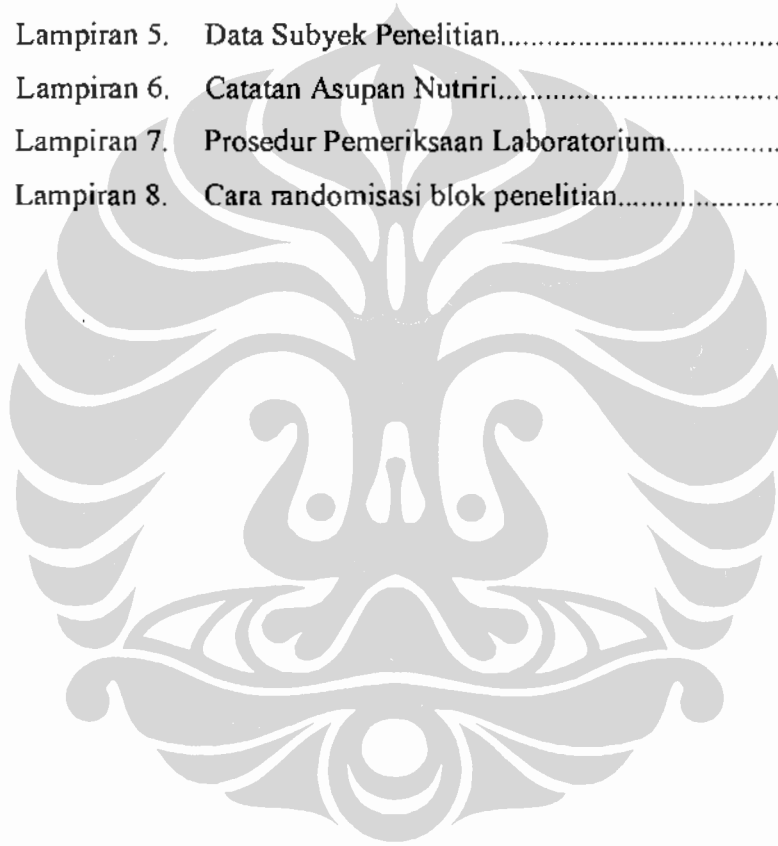 Lampiran 5. Data Subyek Penelitian...............................
Lampiran 6. Catatan Asupan Nutriri...............................
Lampiran 7. Prosedur Pemeriksaan Laboratorium...............
Lampiran 8. Cara randomisasi blok penelitian.....................